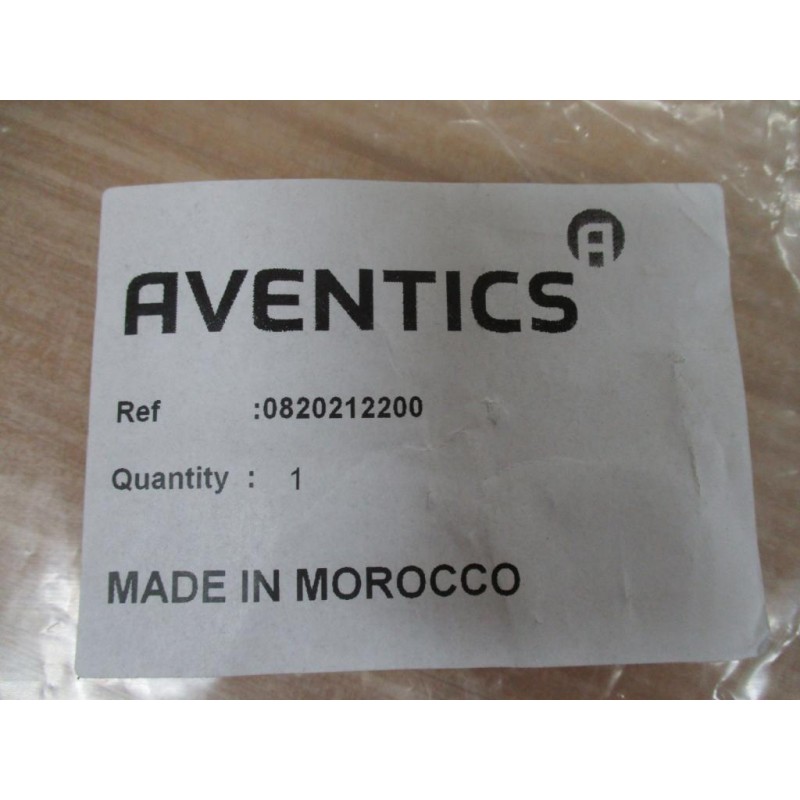 AVENTICS A
Ref :0820212200
Quantity : 1
MADE IN MOROCCO